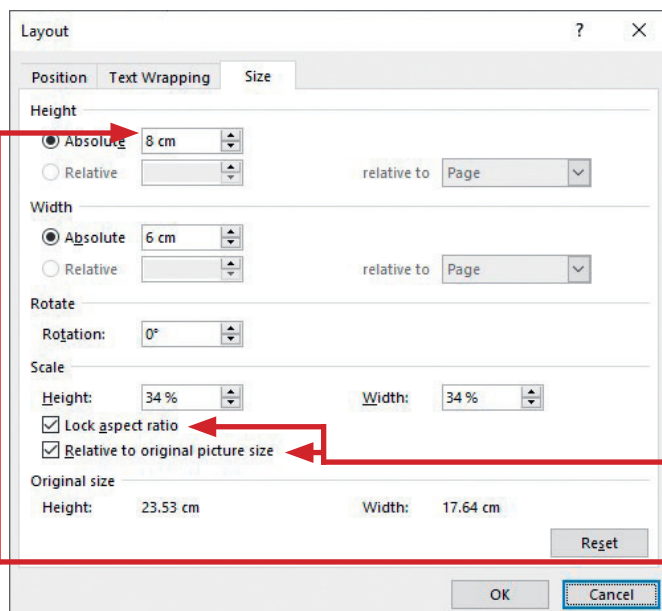 Layout ?
Position Text Wrapping Size
Height
Absolute 8 cm
Relative relative to Page
Width
Absolute 6 cm
Relative relative to Page
Rotate
Rotation: 0°
Scale
Height: 34 % Width: 34 %
Lock aspect ratio
Relative to original picture size
Original size
Height: 23.53 cm Width: 17.64 cm
Reset
OK Cancel